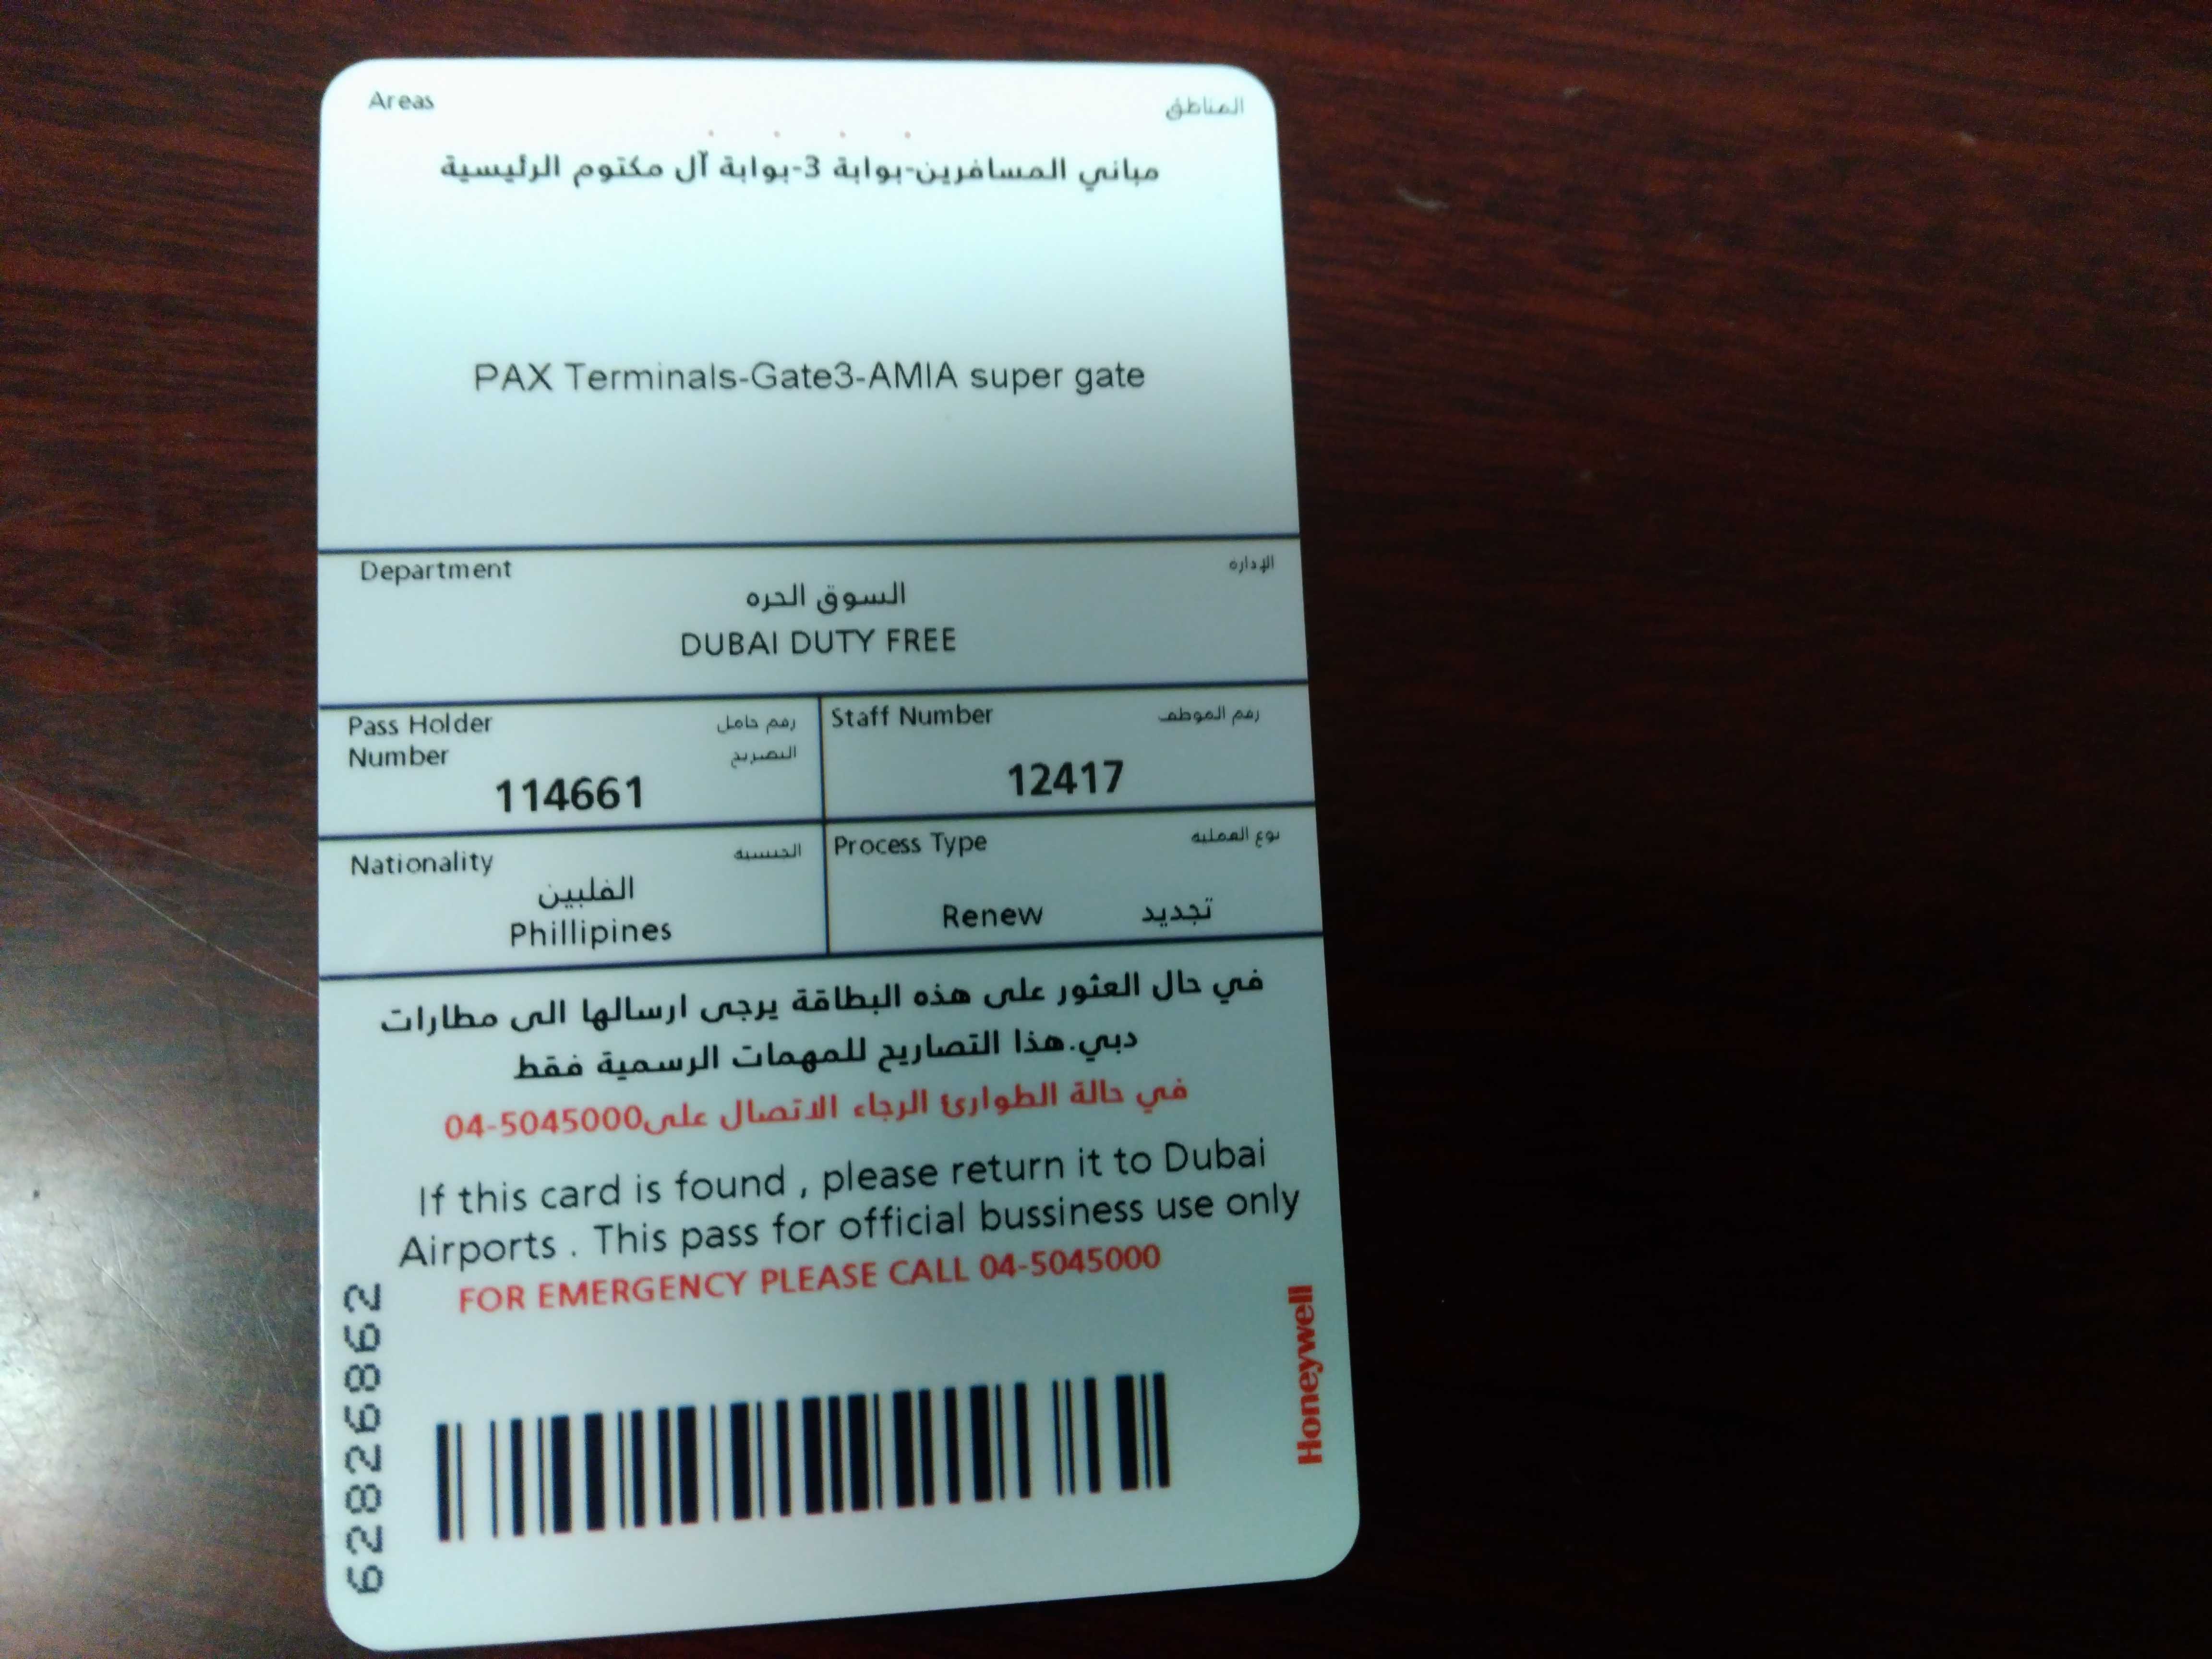 Areas المناطق
مباني المسافرين-بوابة 3-بوابة آل مكتوم الرئيسية
PAX Terminals-Gate3-AMIA super gate
Department الإدارة
السوق الحره
DUBAI DUTY FREE
Pass Holder رقم حامل
Number التصريح
114661
Staff Number رقم الموظف
12417
Nationality الجنسية
الفلبين
Phillipines
Process Type نوع العملية
Renew تجديد
في حال العثور على هذه البطاقة يرجى ارسالها الى مطارات
دبي.هذا التصاريح للمهمات الرسمية فقط
في حالة الطوارئ الرجاء الاتصال على04-5045000
If this card is found , please return it to Dubai
Airports . This pass for official bussiness use only
FOR EMERGENCY PLEASE CALL 04-5045000
62826862
Honeywell